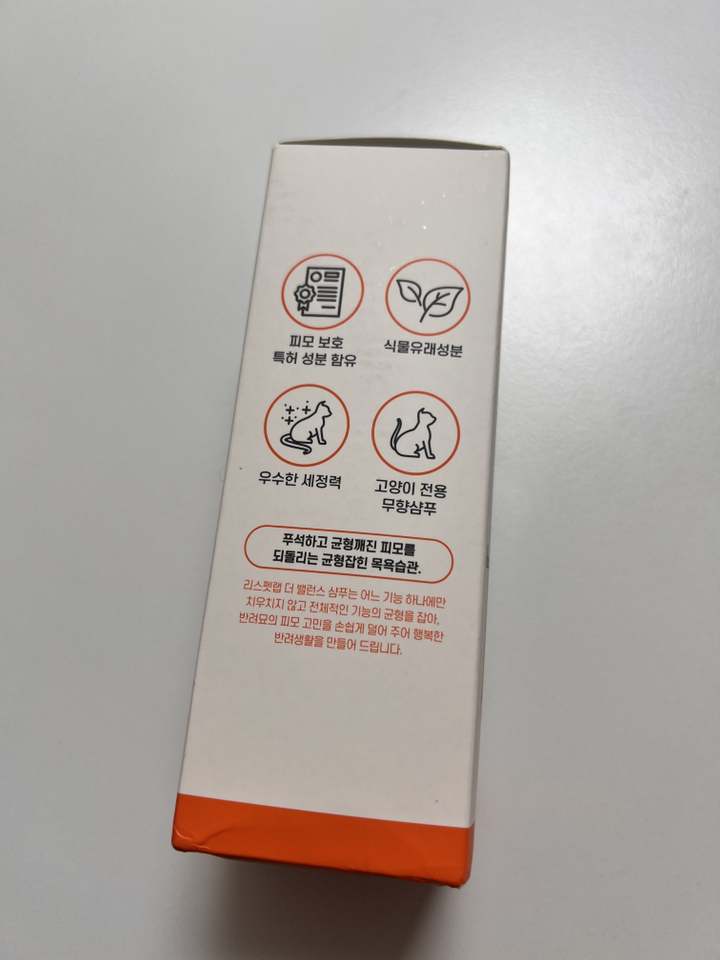 피모 보호
특허 성분 함유
식물유래성분
우수한 세정력
고양이 전용
무향샴푸
푸석하고 균형깨진 피모를
되돌리는 균형잡힌 목욕습관.
리스펫랩 더 밸런스 샴푸는 어느 기능 하나에만
치우치지 않고 전체적인 기능의 균형을 잡아,
반려묘의 피모 고민을 손쉽게 덜어 주어 행복한
반려생활을 만들어 드립니다.